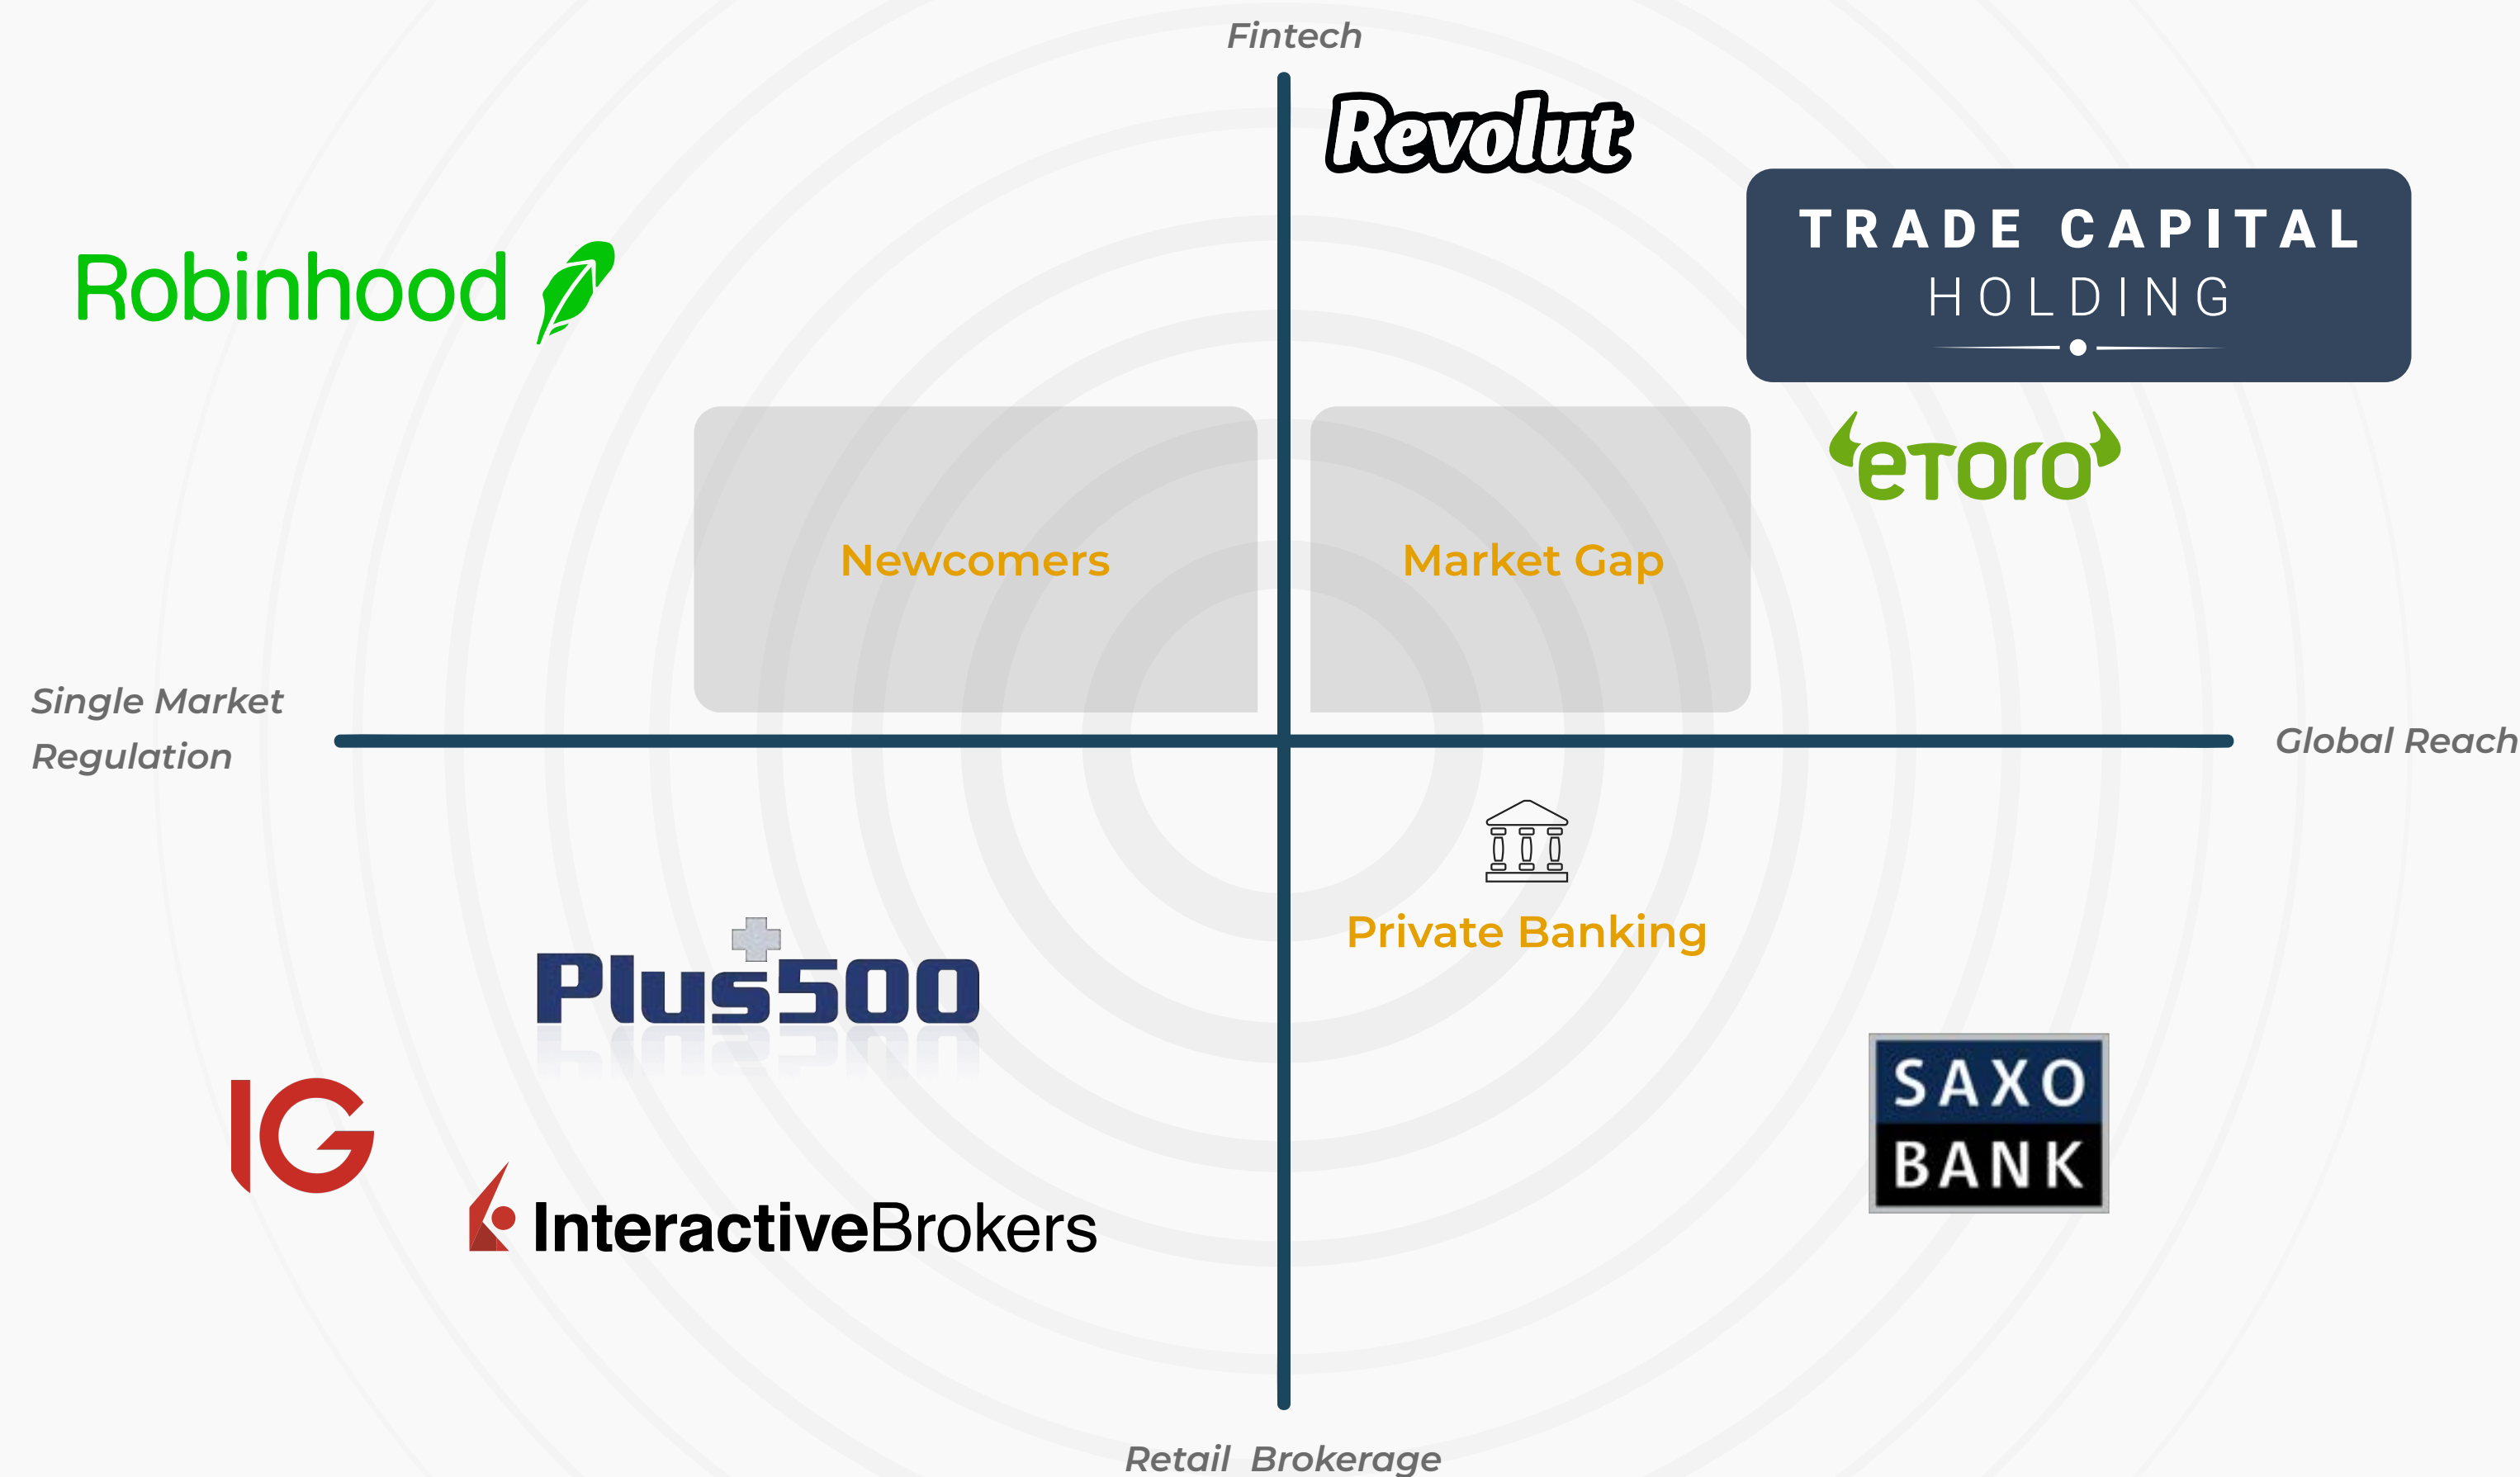 Fintech
Revolut
TRADE CAPITAL
HOLDING
Robinhood
eToro
Newcomers
Market Gap
Single Market
Regulation
Global Reach
Private Banking
Plus500
IG
SAXO
BANK
InteractiveBrokers
Retail Brokerage